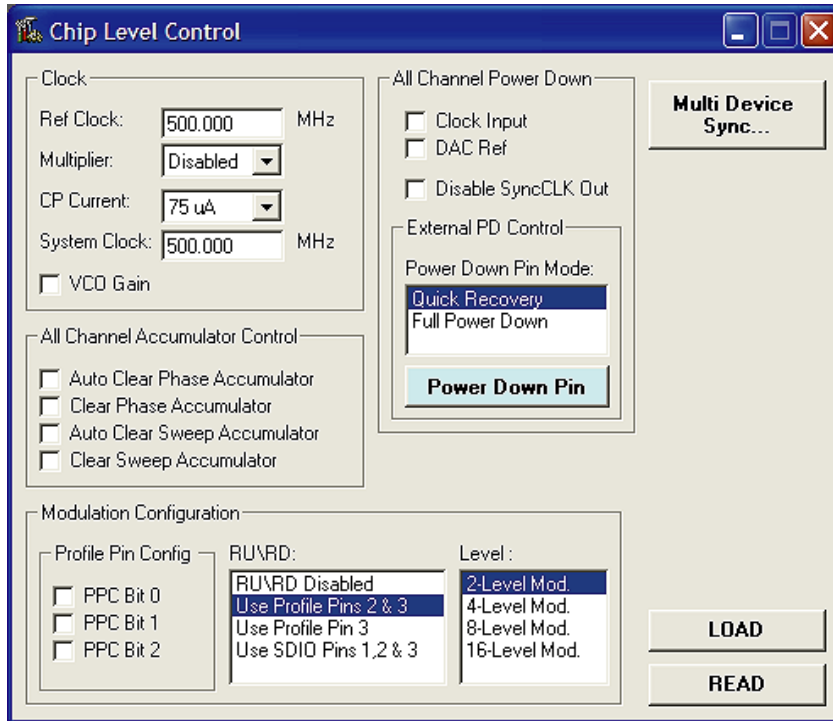 Chip Level Control
Clock
Ref Clock: 500.000 MHz
Multiplier: Disabled
CP Current: 75 uA
System Clock: 500.000 MHz
VCO Gain
All Channel Accumulator Control
Auto Clear Phase Accumulator
Clear Phase Accumulator
Auto Clear Sweep Accumulator
Clear Sweep Accumulator
All Channel Power Down
Clock Input
DAC Ref
Disable SyncCLK Out
External PD Control
Power Down Pin Mode:
Quick Recovery
Full Power Down
Power Down Pin
Multi Device
Sync...
Modulation Configuration
Profile Pin Config
PPC Bit 0
PPC Bit 1
PPC Bit 2
RU\RD:
RU\RD Disabled
Use Profile Pins 2 & 3
Use Profile Pin 3
Use SDIO Pins 1,2 & 3
Level :
2-Level Mod.
4-Level Mod.
8-Level Mod.
16-Level Mod.
LOAD
READ